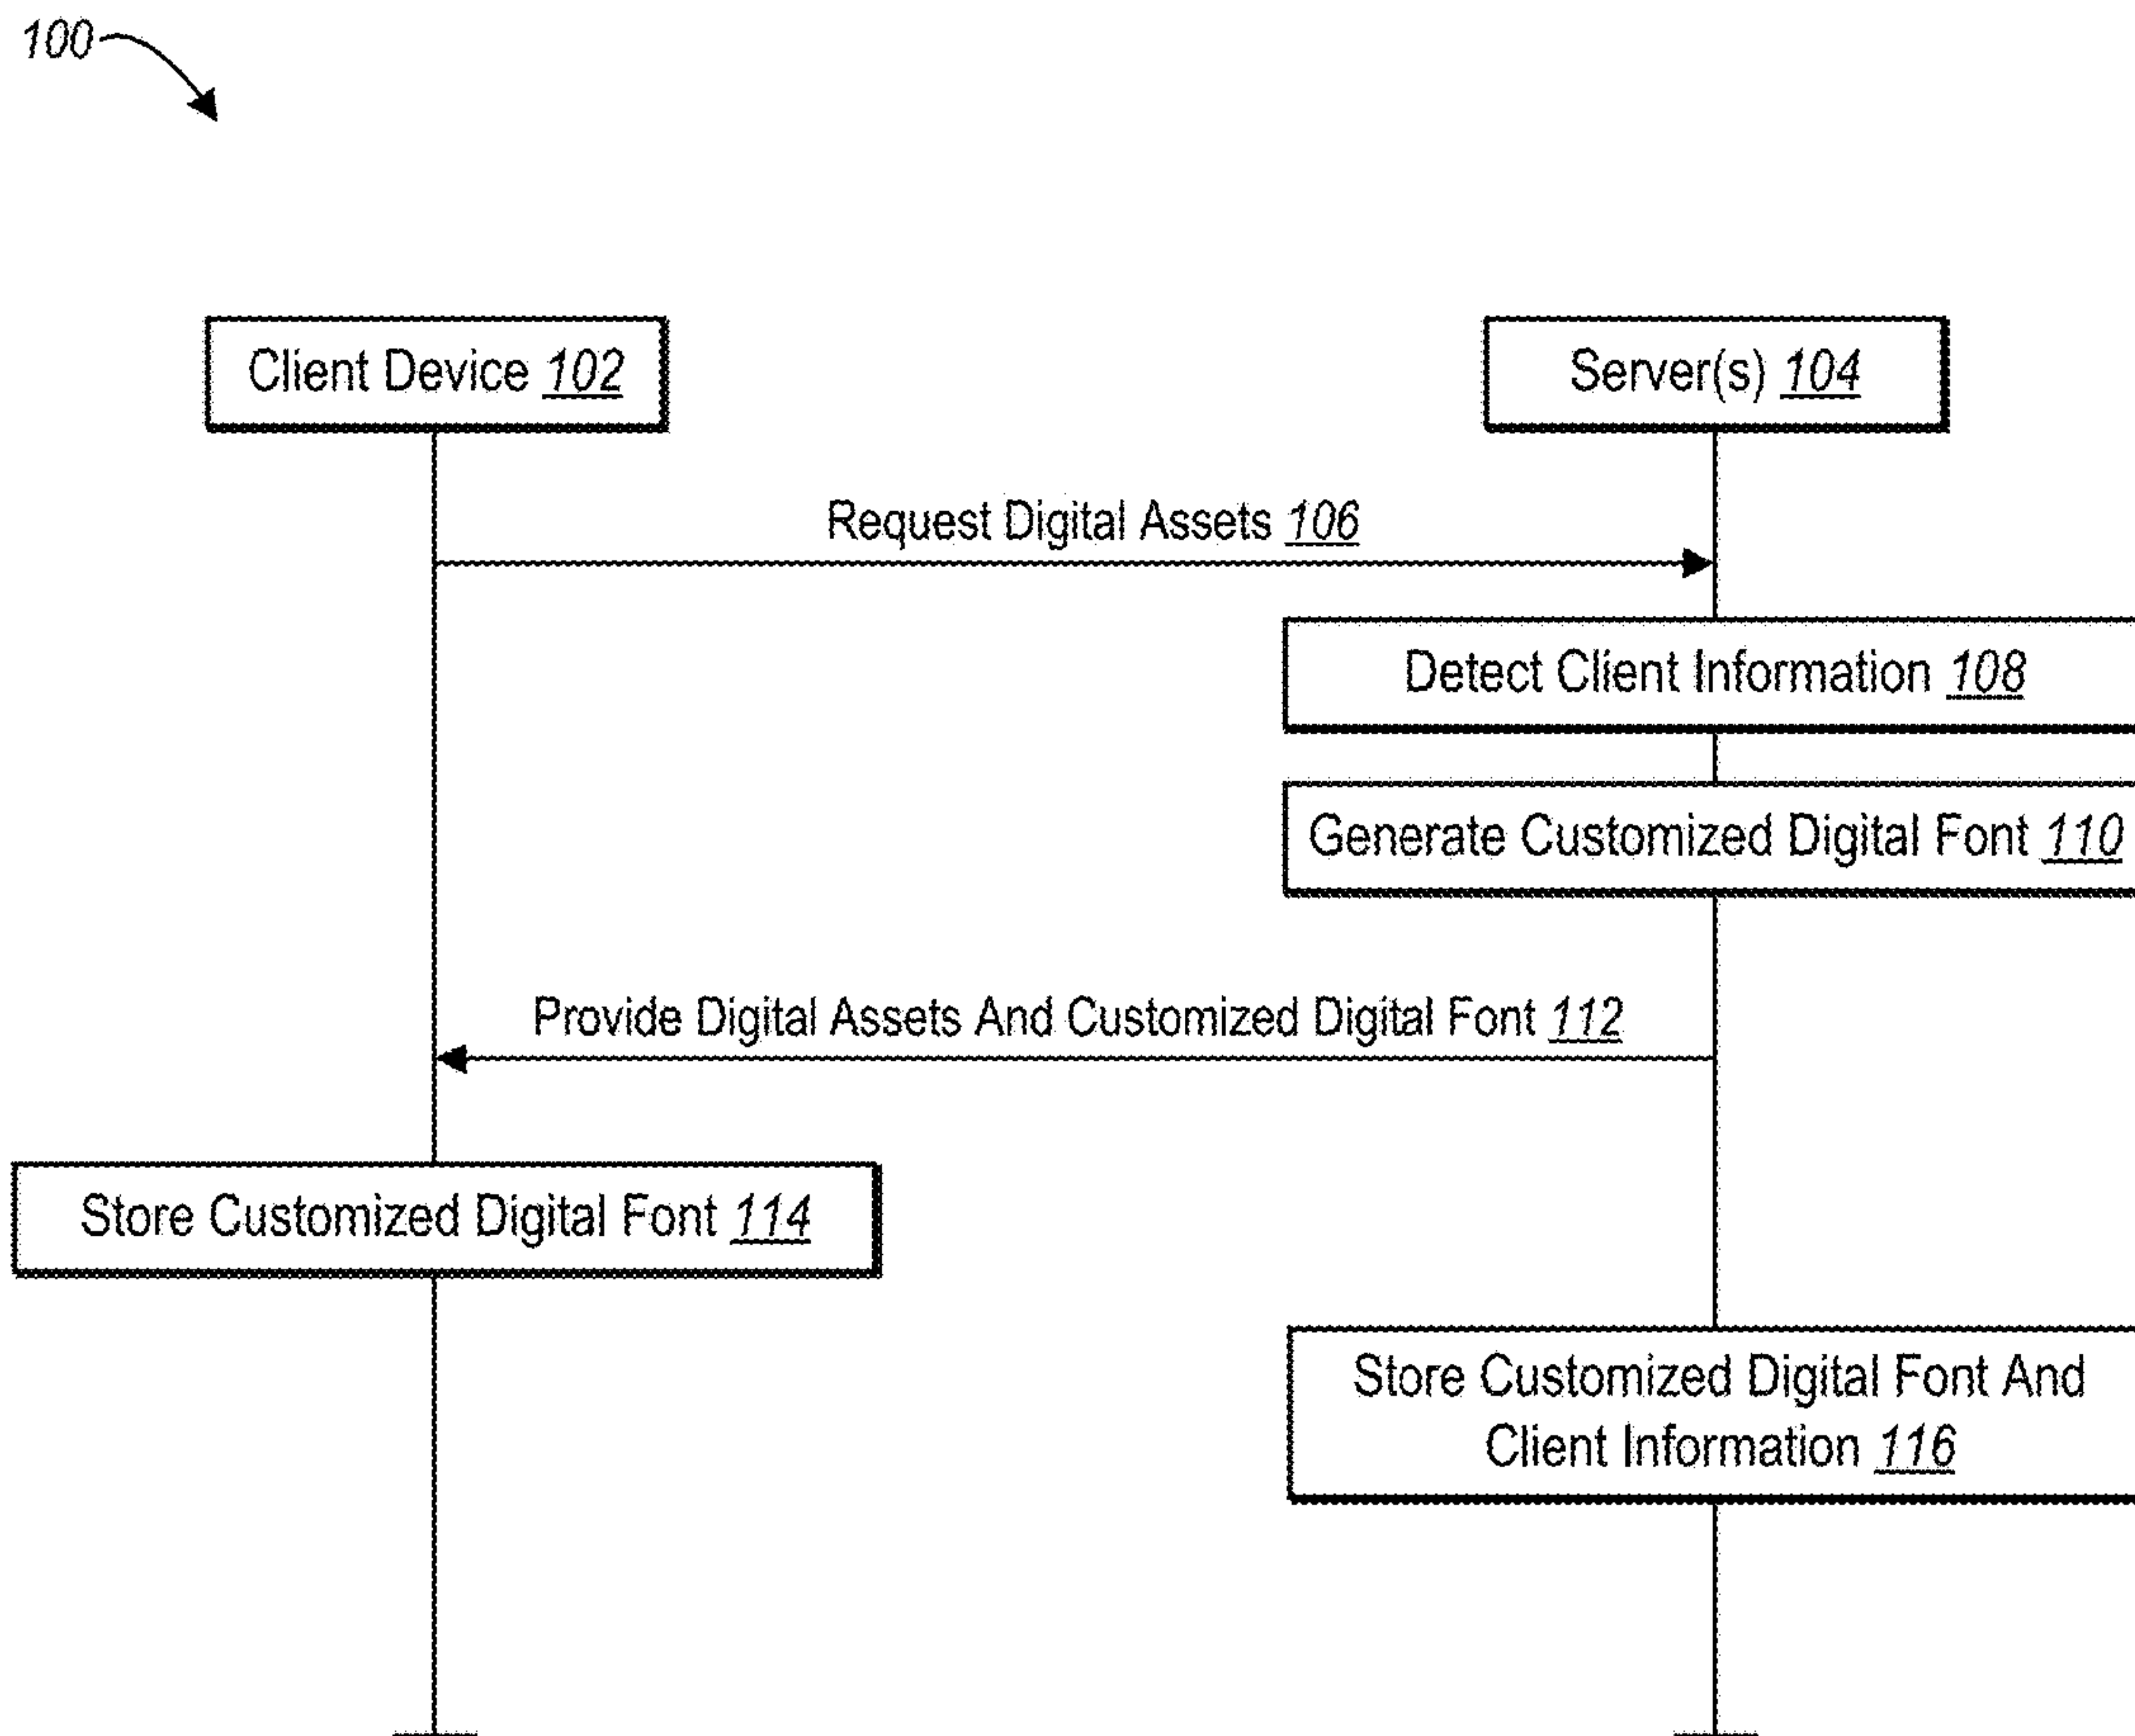 100
Client Device 102
Server(s) 104
Request Digital Assets 106
Detect Client Information 108
Generate Customized Digital Font 110
Provide Digital Assets And Customized Digital Font 112
Store Customized Digital Font 114
Store Customized Digital Font And
Client Information 116